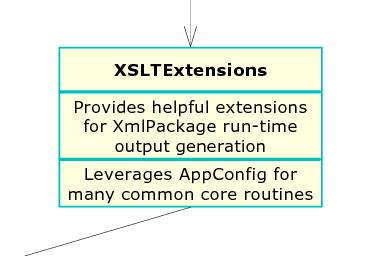 XSLTExtensions
Provides helpful extensions
for XmlPackage run-time
output generation
Leverages AppConfig for
many common core routines